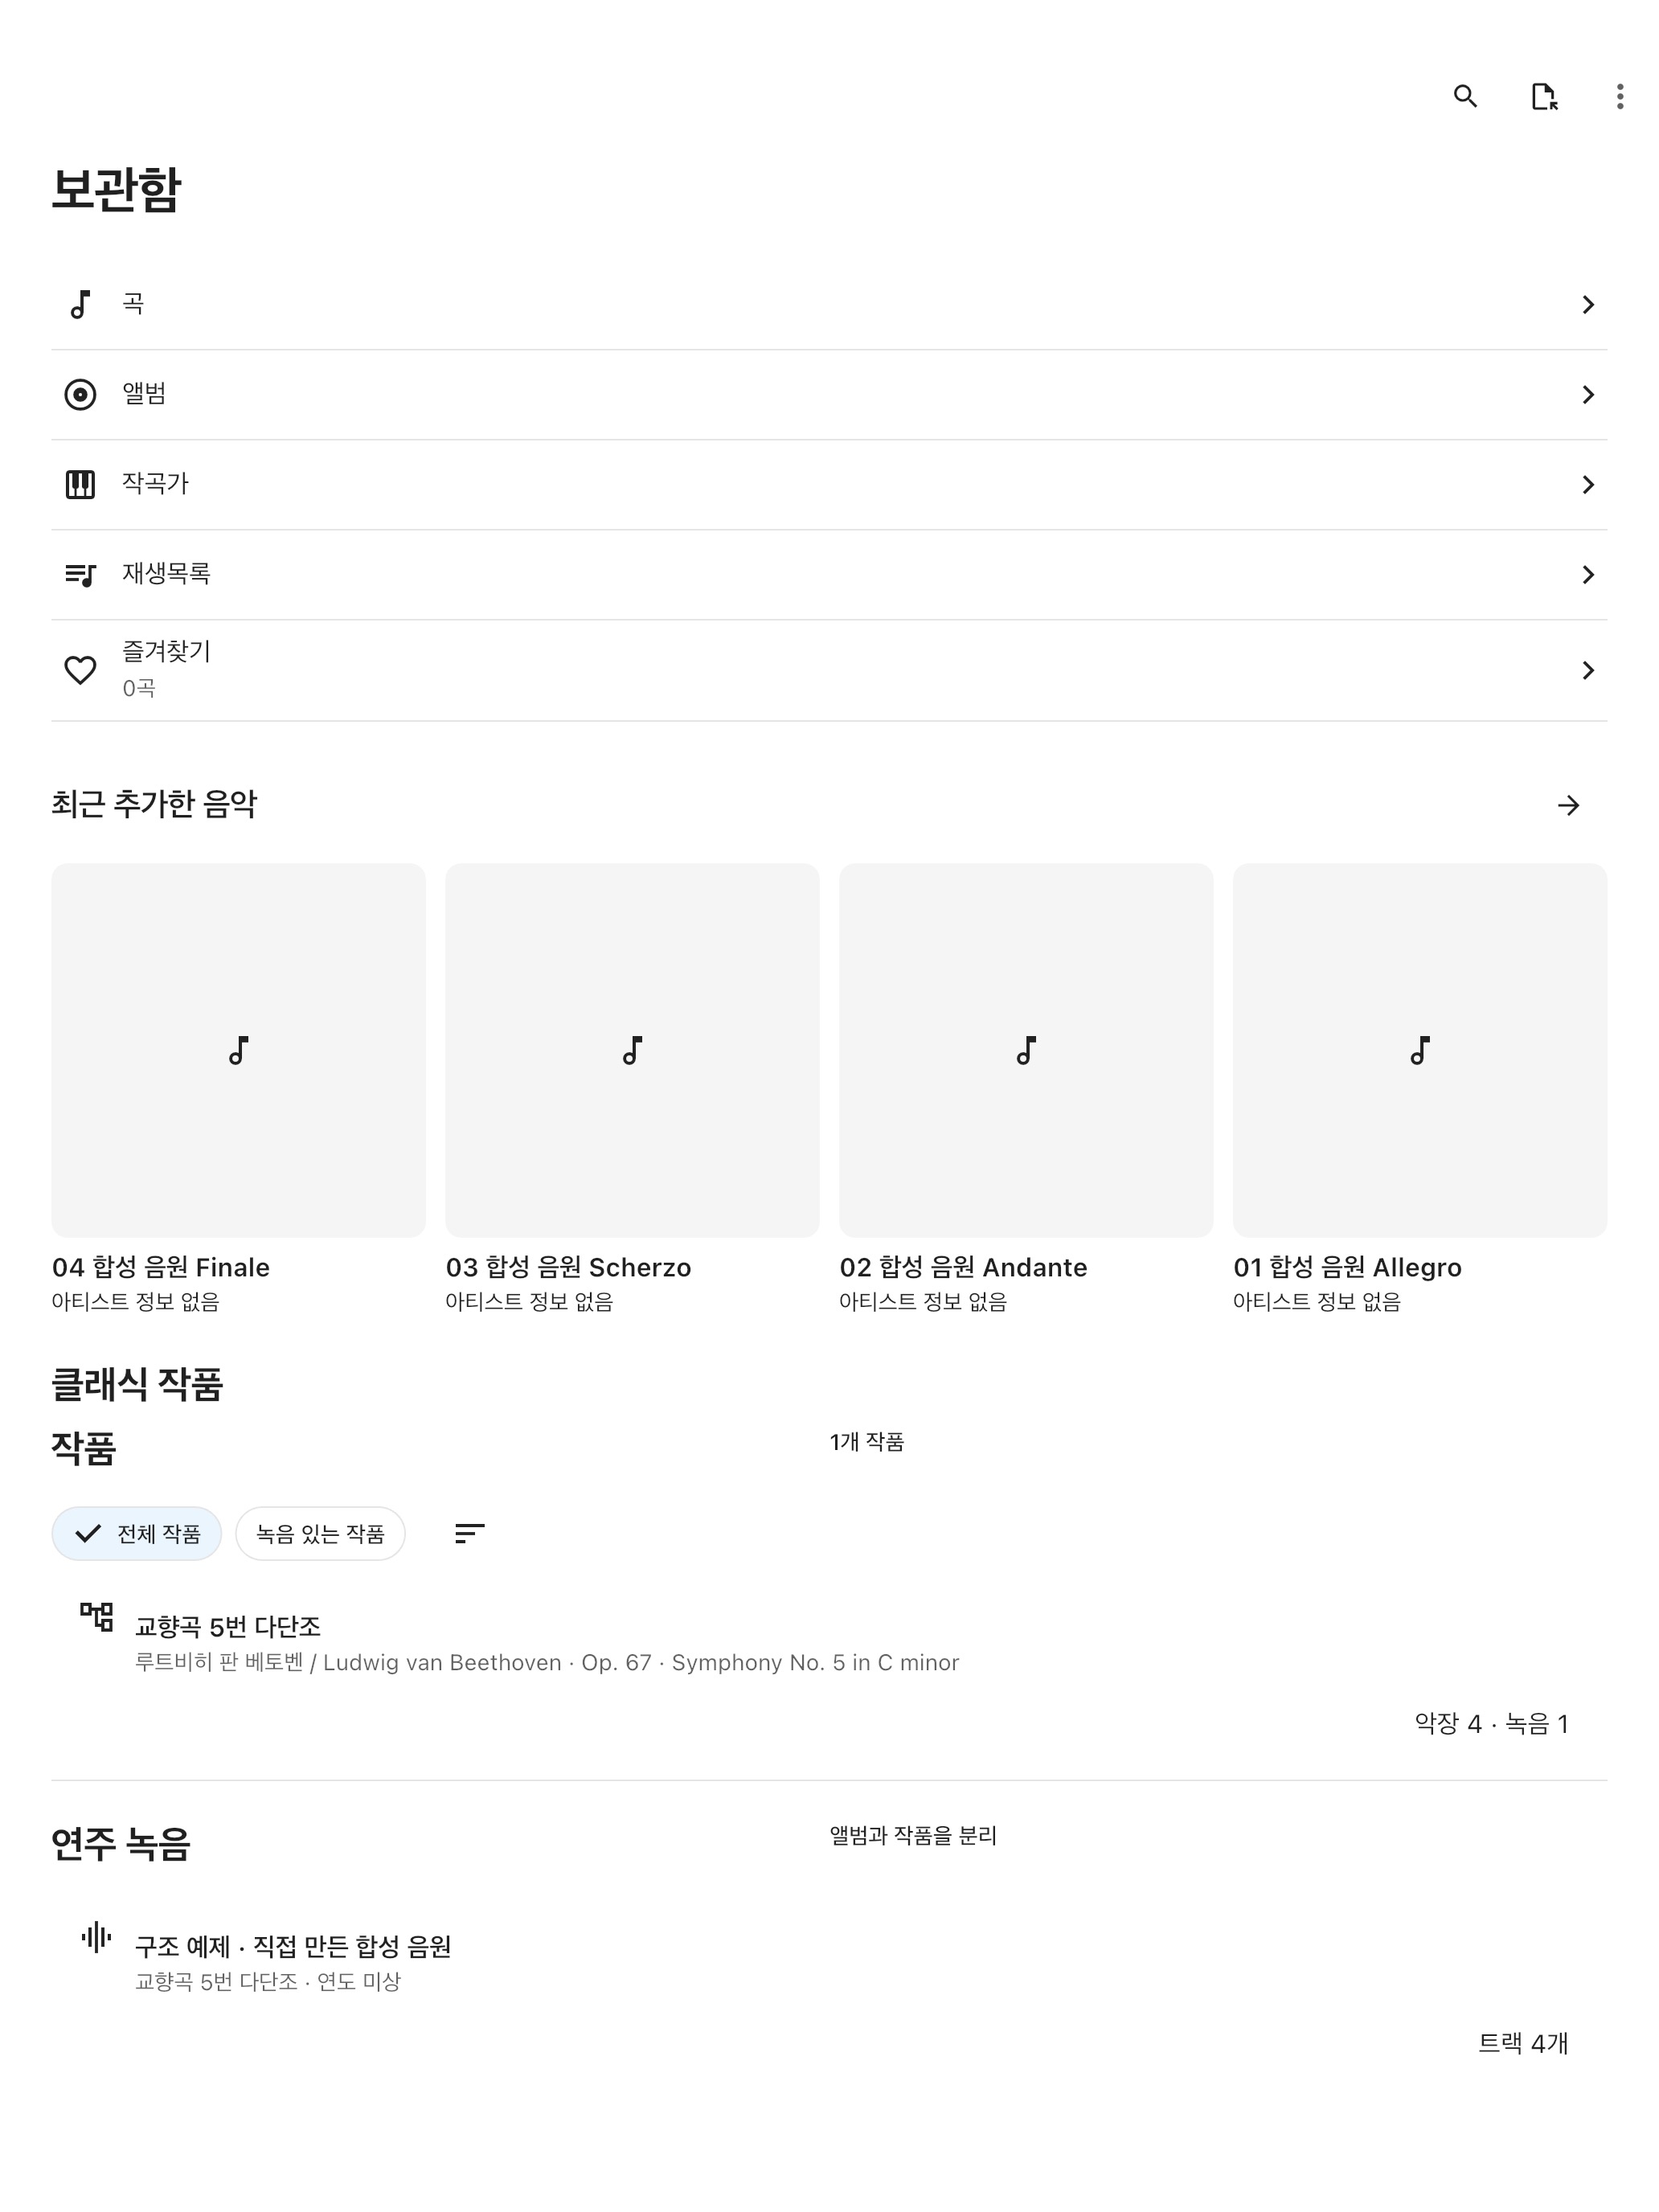 보관함
곡
앨범
작곡가
재생목록
즐겨찾기
0곡
최근 추가한 음악
04 합성 음원 Finale
아티스트 정보 없음
03 합성 음원 Scherzo
아티스트 정보 없음
02 합성 음원 Andante
아티스트 정보 없음
01 합성 음원 Allegro
아티스트 정보 없음
클래식 작품
작품
1개 작품
전체 작품
녹음 있는 작품
교향곡 5번 다단조
루트비히 판 베토벤 / Ludwig van Beethoven · Op. 67 · Symphony No. 5 in C minor
악장 4 · 녹음 1
연주 녹음
앨범과 작품을 분리
구조 예제 · 직접 만든 합성 음원
교향곡 5번 다단조 · 연도 미상
트랙 4개